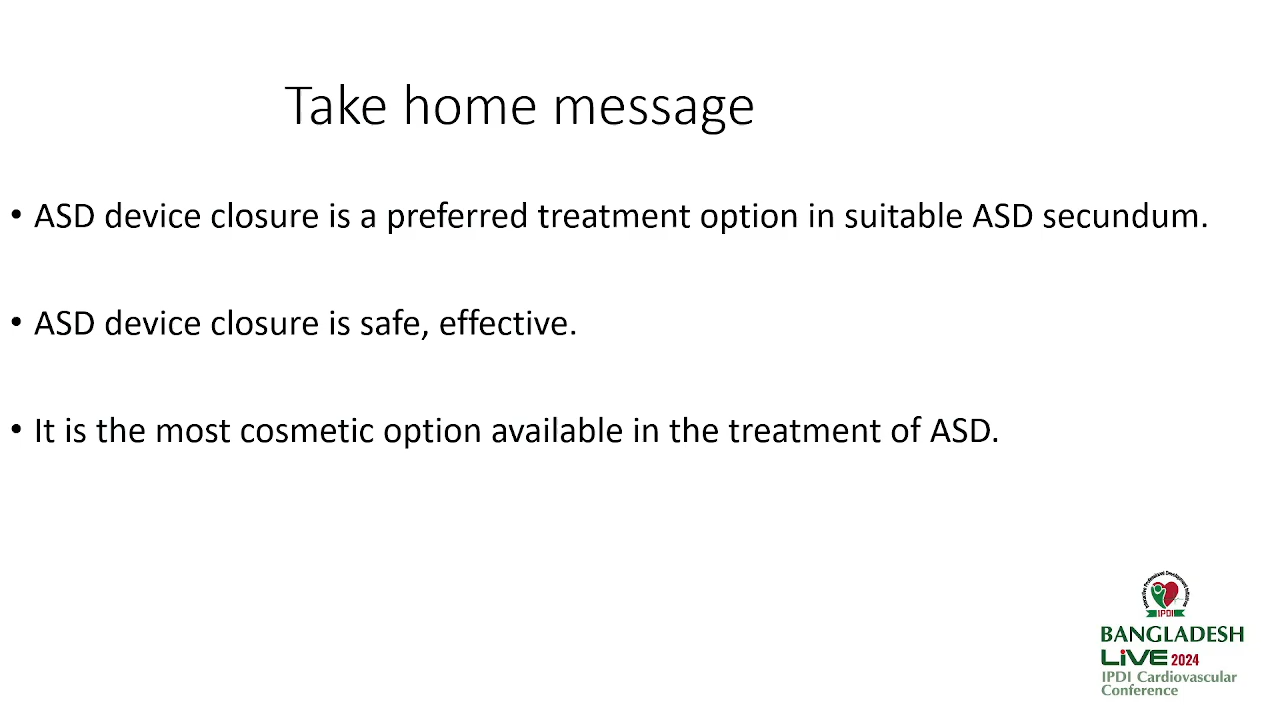 Take home message
• ASD device closure is a preferred treatment option in suitable ASD secundum.
• ASD device closure is safe, effective.
• It is the most cosmetic option available in the treatment of ASD.
IPDI
BANGLADESH
LiVE 2024
IPDI Cardiovascular
Conference